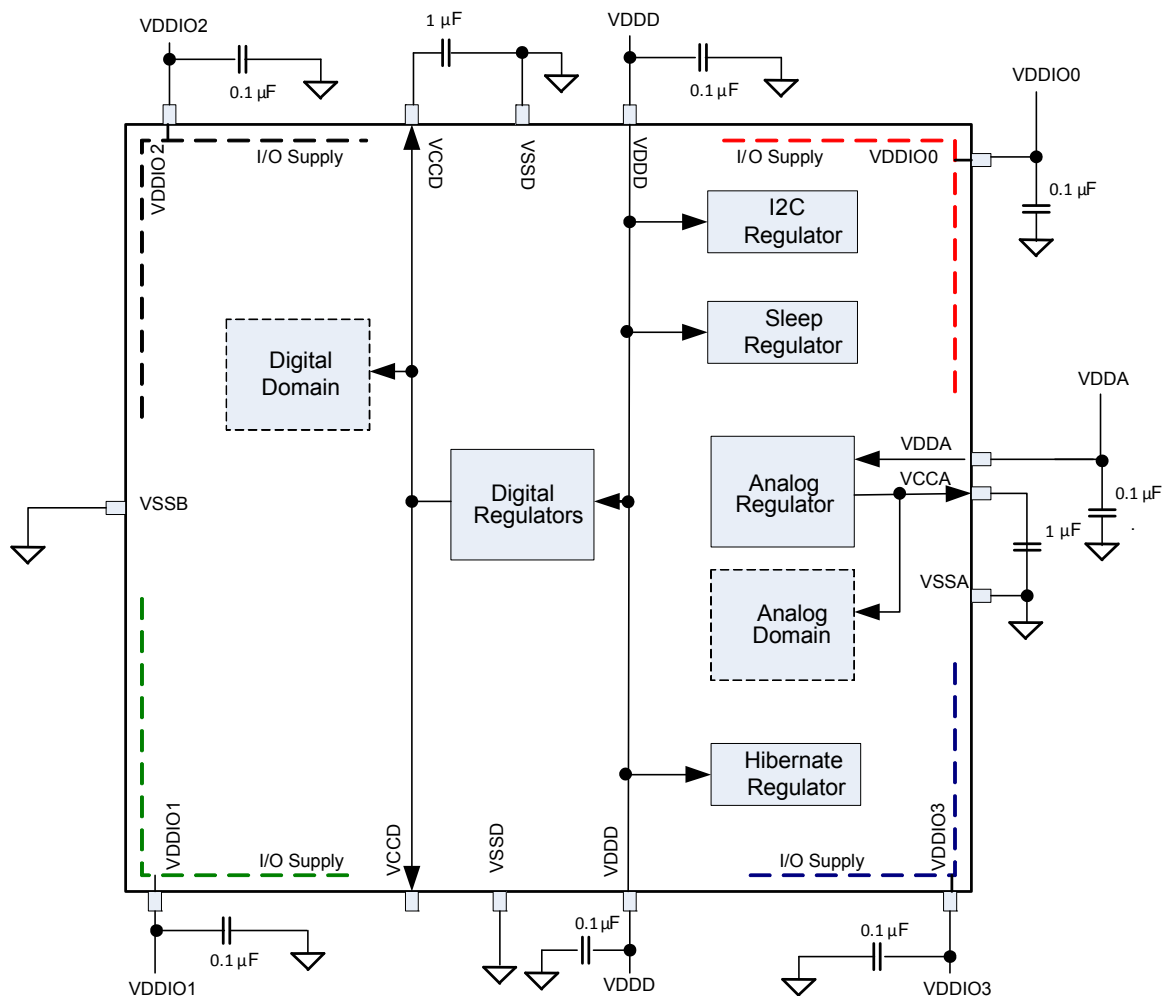 VDDIO2
1 µF
VDDD
0.1 µF
0.1 µF
VDDIO0
0.1 µF
I/O Supply
VDDIO2
VCCD
VSSD
VDDD
I/O Supply
VDDIO0
I2C
Regulator
Sleep
Regulator
Digital
Domain
VDDA
VDDA
VCCA
0.1 µF
1 µF
VSSA
Analog
Regulator
Digital
Regulators
VSSB
Analog
Domain
Hibernate
Regulator
VDDIO1
I/O Supply
VCCD
VSSD
VDDD
I/O Supply
VDDIO3
0.1 µF
VDDIO1
0.1 µF
VDDD
0.1 µF
VDDIO3